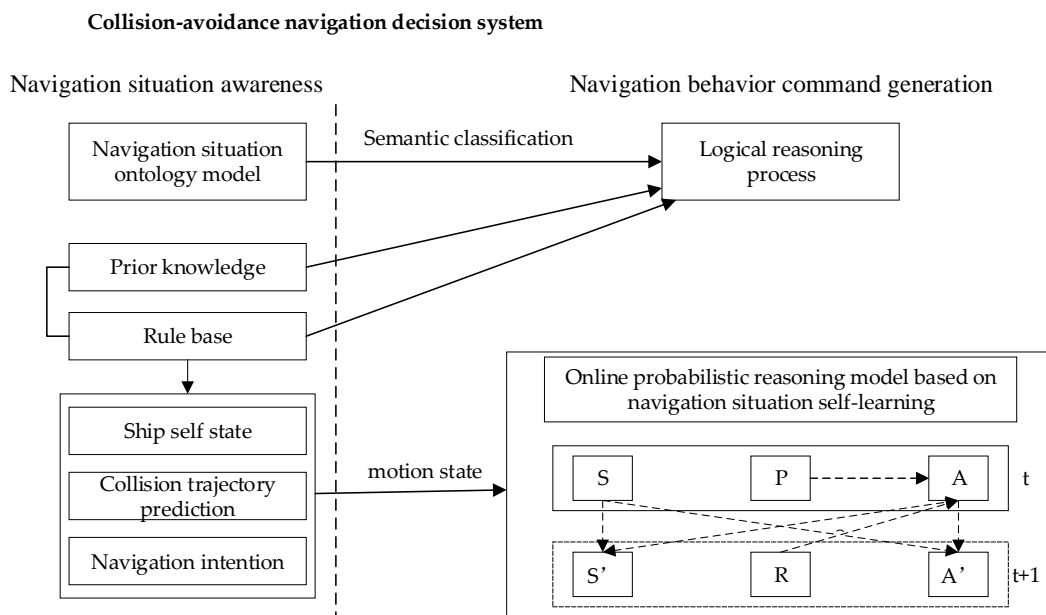 Collision-avoidance navigation decision system
Navigation situation awareness
Navigation behavior command generation
Navigation situation
ontology model
Semantic classification
Logical reasoning
process
Prior knowledge
Rule base
Ship self state
Collision trajectory
prediction
Navigation intention
motion state
Online probabilistic reasoning model based on
navigation situation self-learning
S
P
A
t
S’
R
A’
t+1